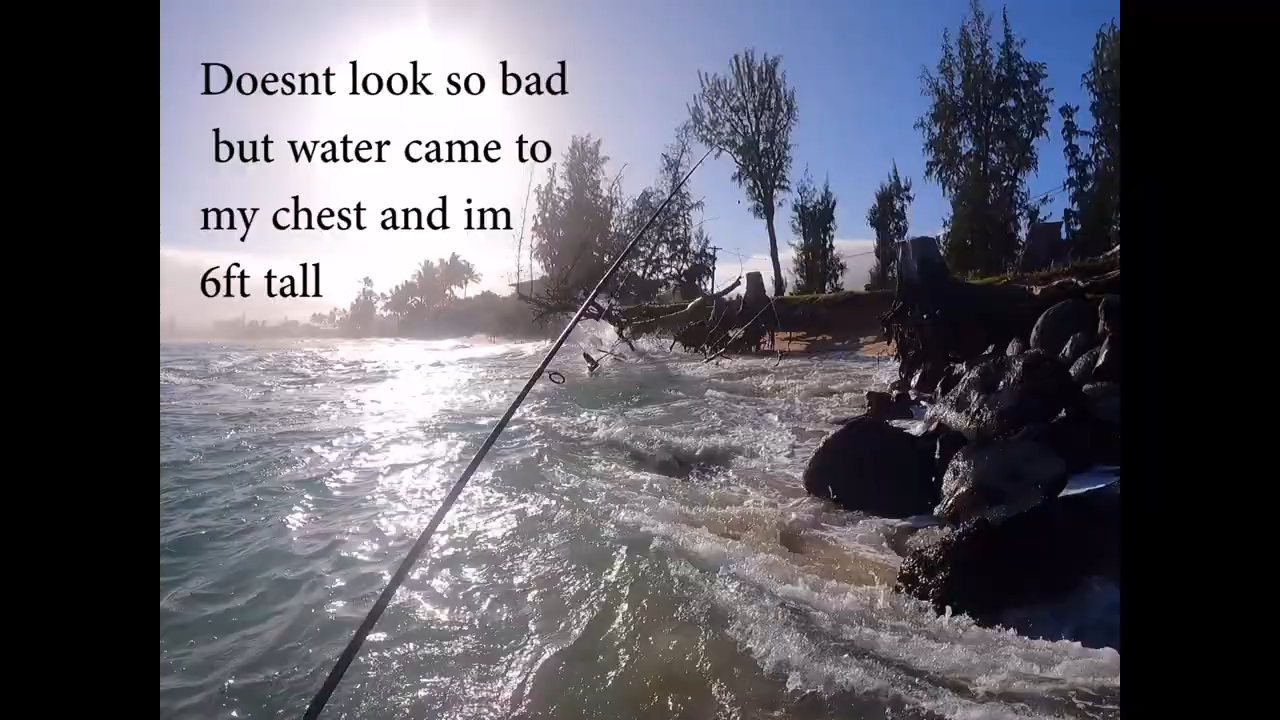 Doesnt look so bad
but water came to
my chest and im
6ft tall